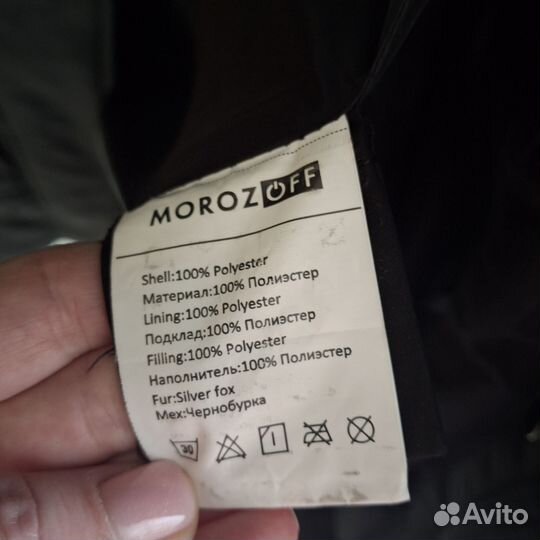 MOROZOFF
Shell:100% Polyester
Материал:100% Полиэстер
Lining:100% Polyester
Подклад:100% Полиэстер
Filling:100% Polyester
Наполнитель:100% Полиэстер
Fur:Silver fox
Мех:Чернобурка
30
Avito